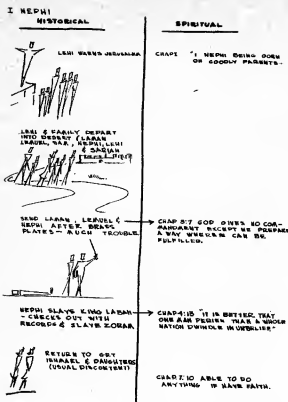 I NEPHI
HISTORICAL
SPIRITUAL
LEHI WARNS JERUSALEM
CHAP I "I NEPHI BEING BORN
OF GOODLY PARENTS-
LEHI & FAMILY DEPART
INTO DESERT (LAMAN
LEMUEL, SAM, NEPHI, LEHI
& SARIAH
SEND LAMAN, LEMUEL &
NEPHI AFTER BRASS
PLATES - MUCH TROUBLE
CHAP 3:7 GOD GIVES NO COM-
MANDMENT EXCEPT HE PREPARE
A WAY WHEREIN CAN BE
FULFILLED.
NEPHI SLAYS KING LABAN
- CHECKS OUT WITH
RECORDS & SLAVE ZORAM
CHAP 4:13 "IT IS BETTER THAT
ONE MAN PERISH THAN A WHOLE
NATION DWINDLE IN UNBELIEF"
RETURN TO GET
ISHMAEL & DAUGHTERS
(USUAL DISCONTENT)
CHAP 7:10 ABLE TO DO
ANYTHING IF HAVE FAITH.